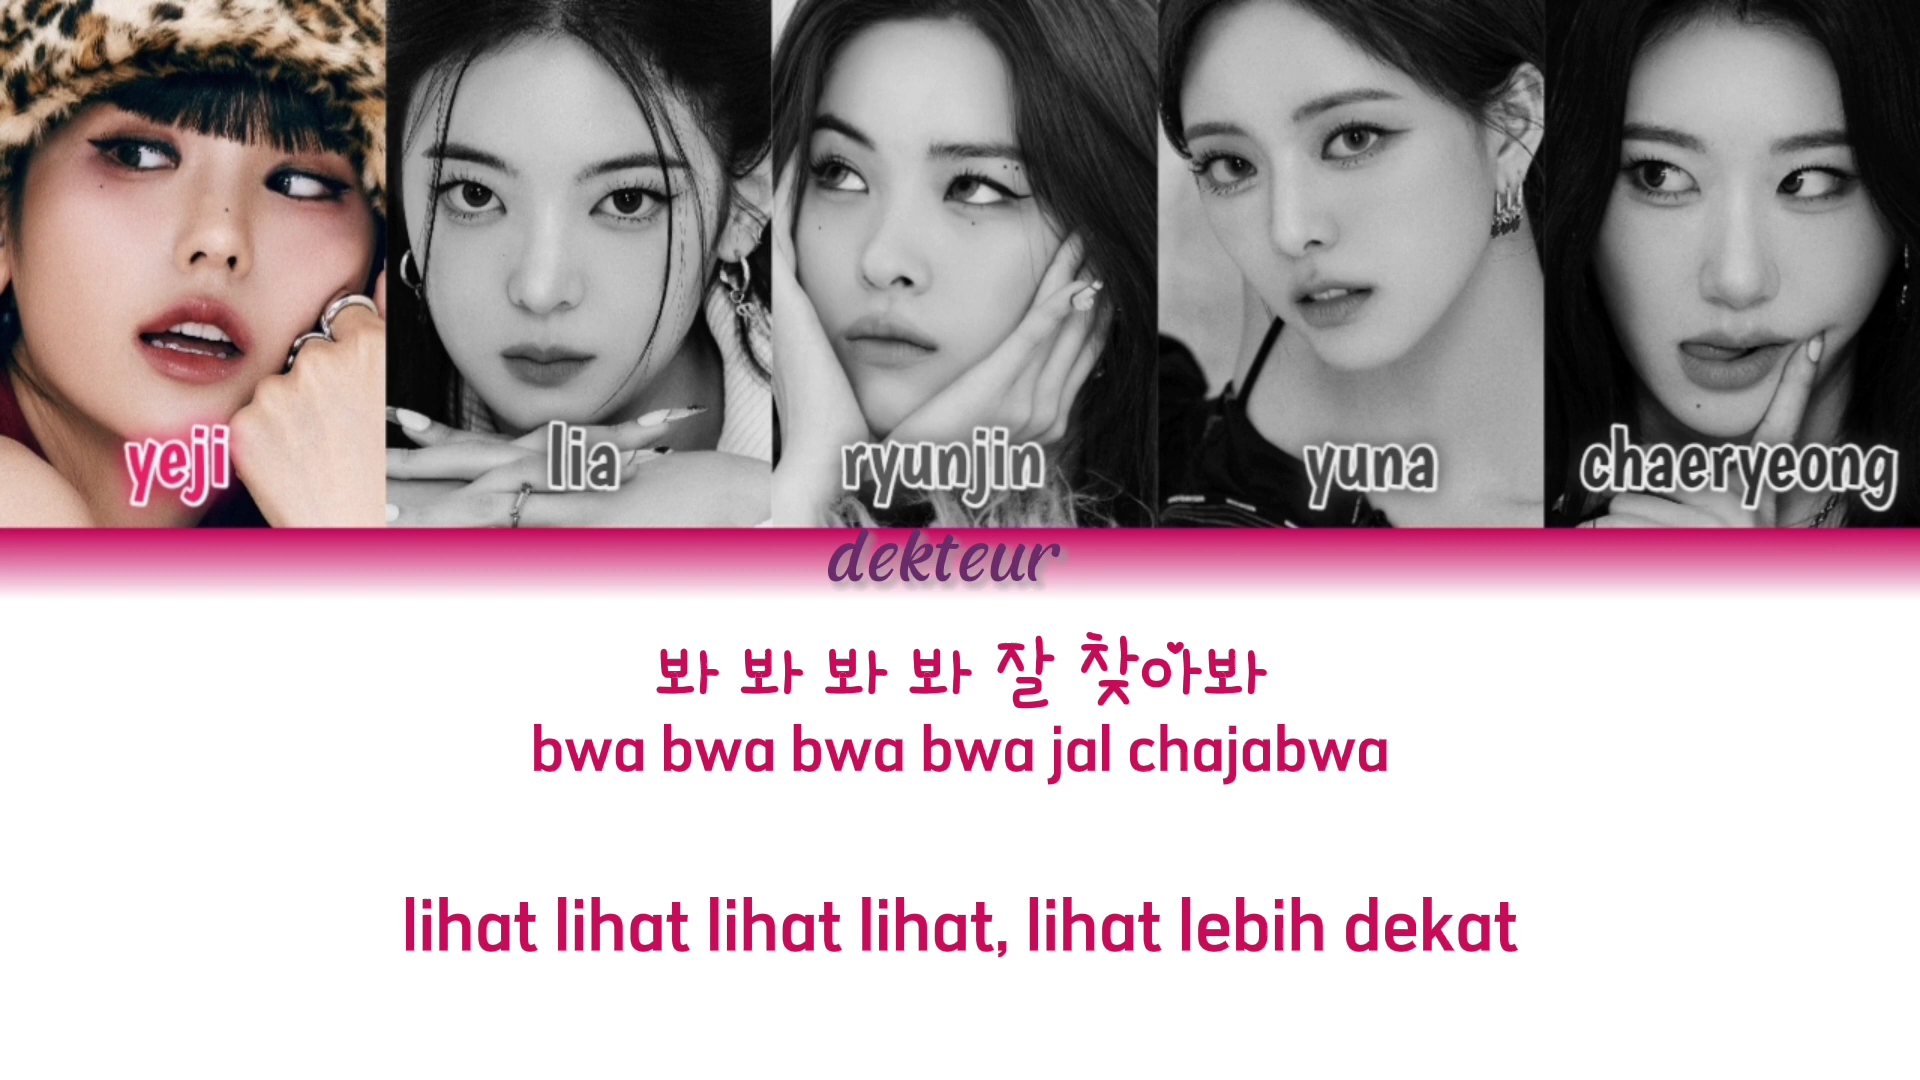 yeji lia ryunjin yuna chaeryeong
dekteur
봐 봐 봐 봐 잘 찾아봐
bwa bwa bwa bwa jal chajabwa
lihat lihat lihat lihat, lihat lebih dekat